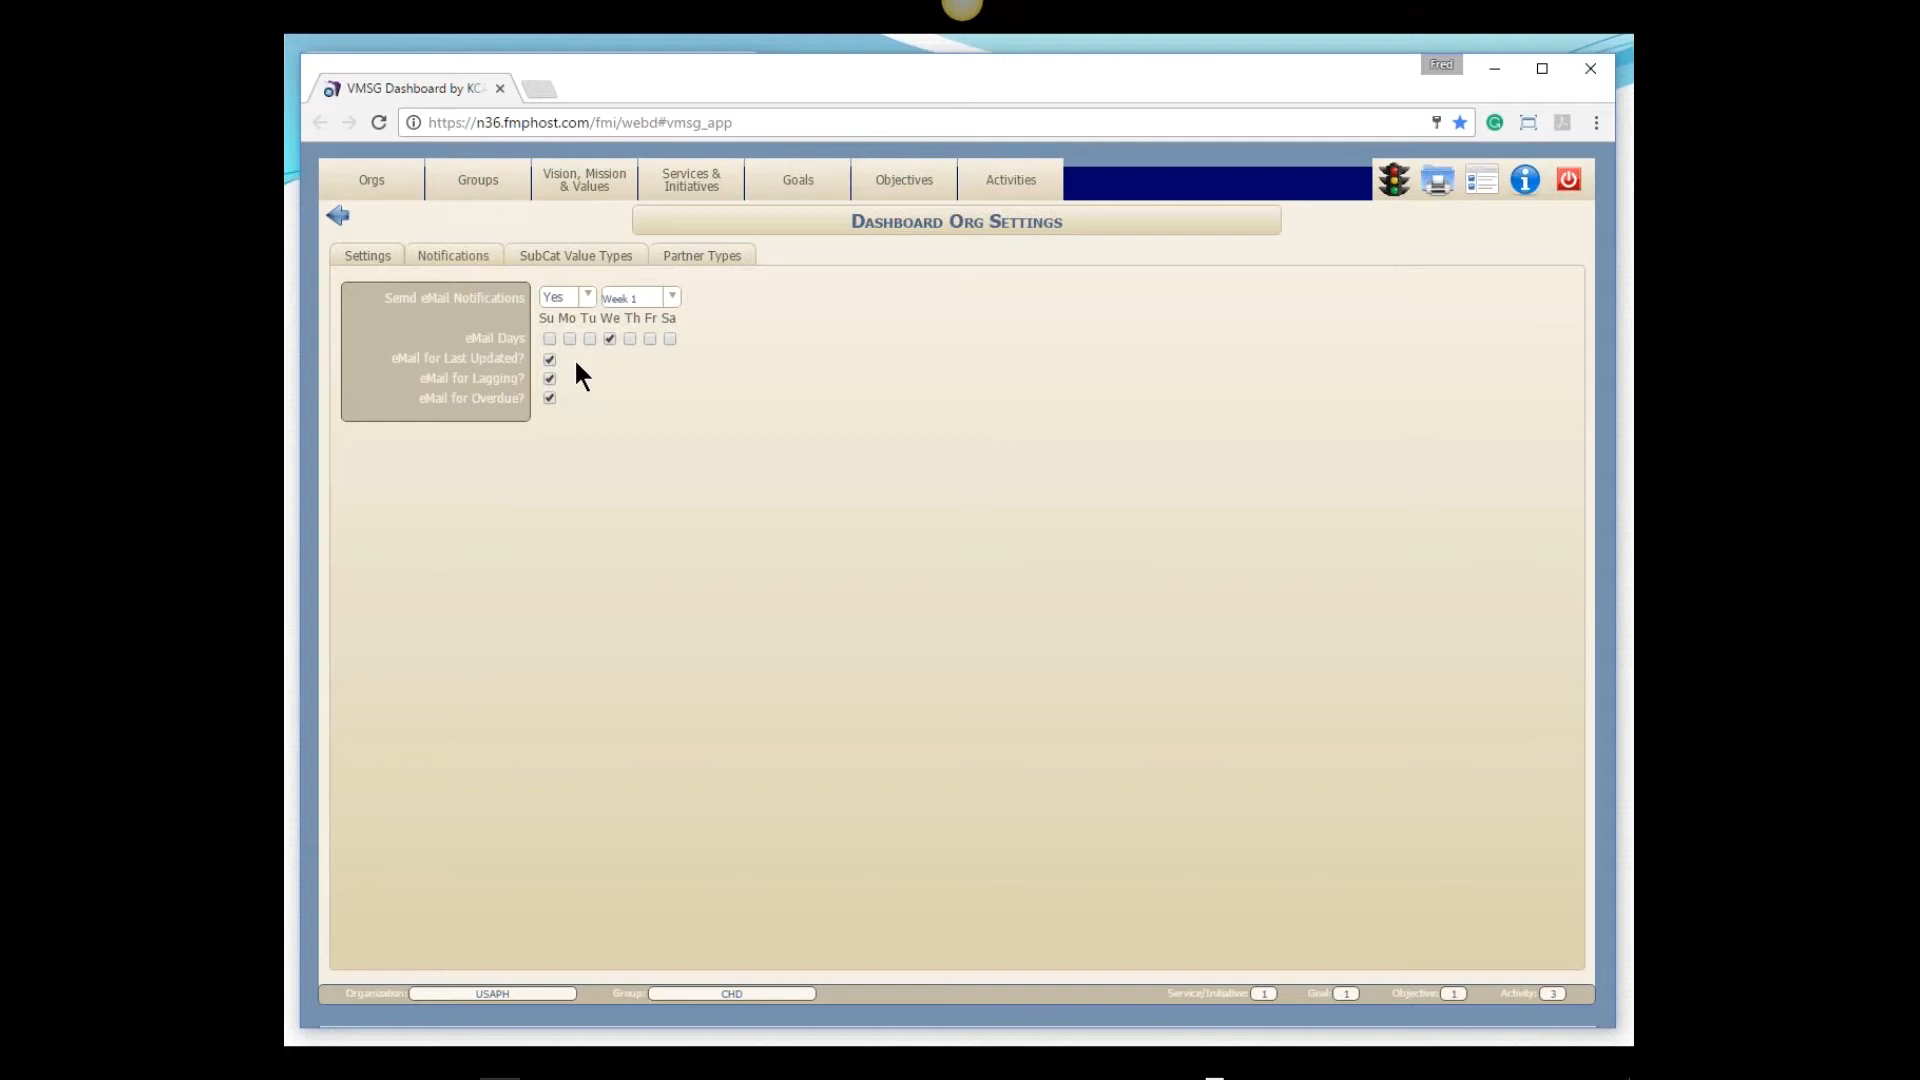 Fred
VMSG Dashboard by KCA
https://n36.fmphost.com/fmi/webd#vmsg_app
Orgs
Groups
Vision, Mission
& Values
Services &
Initiatives
Goals
Objectives
Activities
Dashboard Org Settings
Settings
Notifications
SubCat Value Types
Partner Types
Semd eMail Notifications
Yes
Week 1
Su Mo Tu We Th Fr Sa
eMail Days
eMail for Last Updated?
eMail for Lagging?
eMail for Overdue?
Organization: USAPH
Group: CHD
Service/Initiative: 1
Goal: 1
Objective: 1
Activity: 3